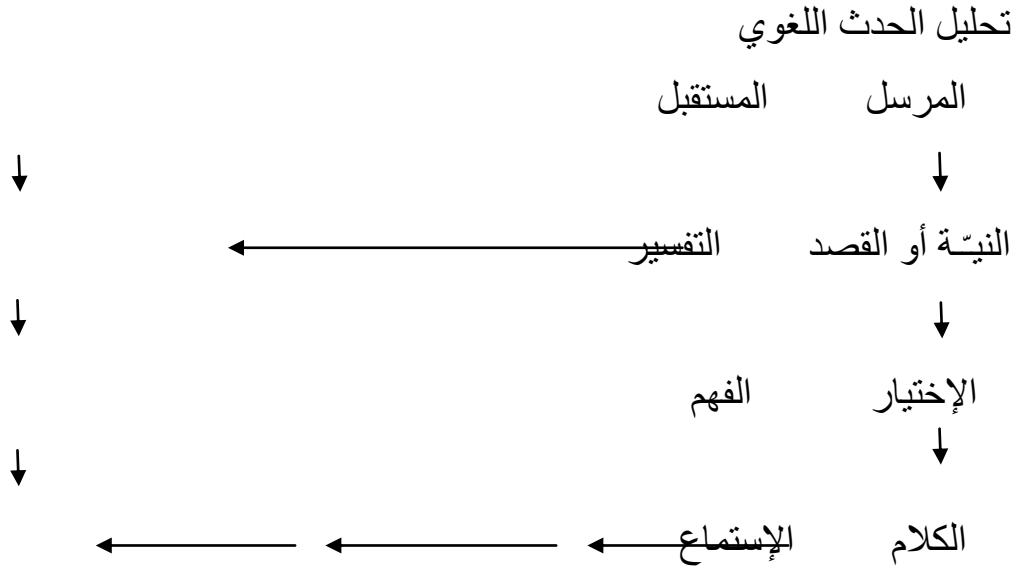 تحليل الحدث اللغوي
المرسل المستقبل
النيّـة أو القصد التفسير
الإختيار الفهم
الكلام الإستماع